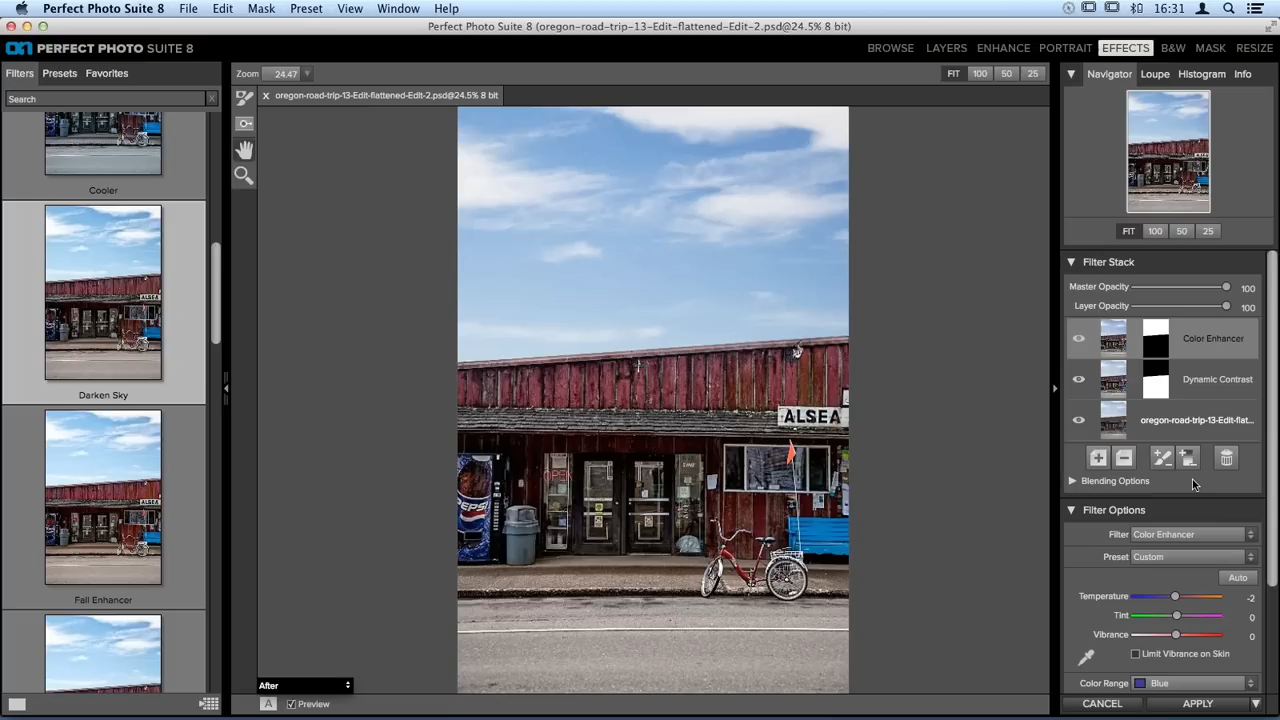 Perfect Photo Suite 8 File Edit Mask Preset View Window Help 16:31
Perfect Photo Suite 8 (oregon-road-trip-13-Edit-flattened-Edit-2.psd@24.5% 8 bit)
on PERFECT PHOTO SUITE 8 BROWSE LAYERS ENHANCE PORTRAIT EFFECTS B&W MASK RESIZE
Filters Presets Favorites
Zoom 24.47 FIT 100 50 25
Navigator Loupe Histogram Info
Search X
x oregon-road-trip-13-Edit-flattened-Edit-2.psd@24.5% 8 bit
Cooler
ALSEA
Darken Sky
ALSEA
Fall Enhancer
ALSEA
OPEN
PEPSI
After
A Preview
FIT 100 50 25
Filter Stack
Master Opacity 100
Layer Opacity 100
Color Enhancer
Dynamic Contrast
oregon-road-trip-13-Edit-flat...
Blending Options
Filter Options
Filter Color Enhancer
Preset Custom
Auto
Temperature -2
Tint 0
Vibrance 0
Limit Vibrance on Skin
Color Range Blue
CANCEL APPLY